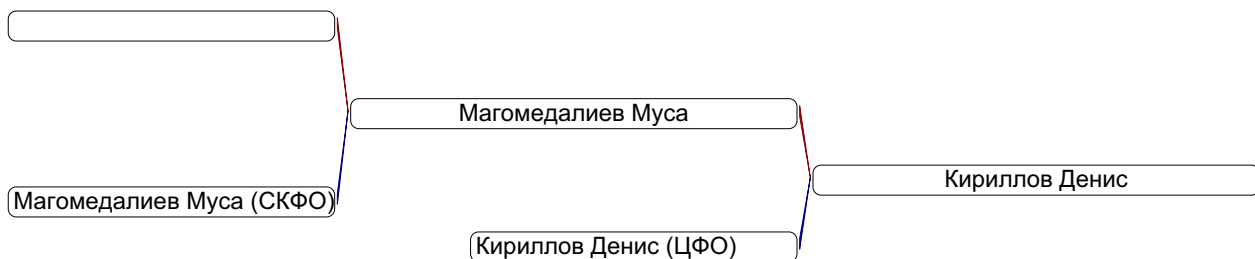 Магомедалиев Муса
Кириллов Денис
Магомедалиев Муса (СКФО)
Кириллов Денис (ЦФО)